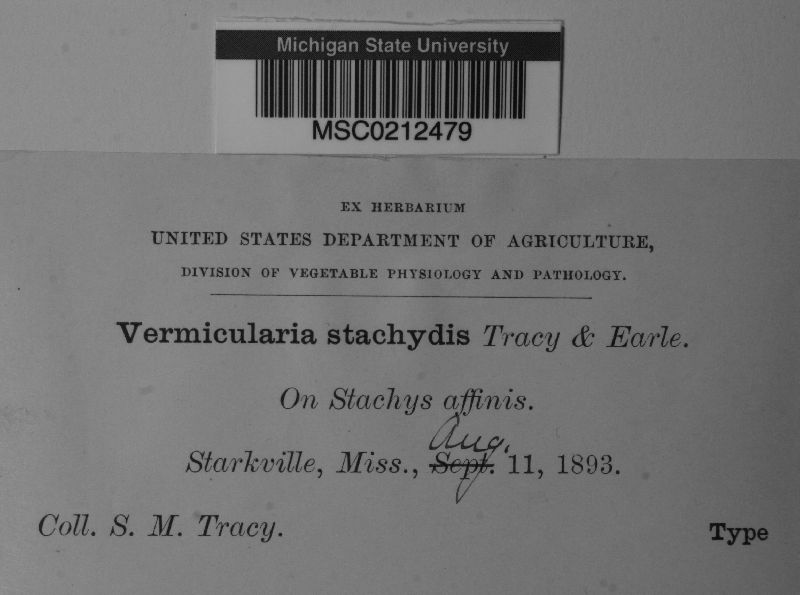 Michigan State University
MSC0212479
EX HERBARIUM
UNITED STATES DEPARTMENT OF AGRICULTURE,
DIVISION OF VEGETABLE PHYSIOLOGY AND PATHOLOGY.
Vermicularia stachydis Tracy & Earle.
On Stachys affinis.
Aug.
Starkville, Miss., Sept. 11, 1893.
Coll. S. M. Tracy.
Type